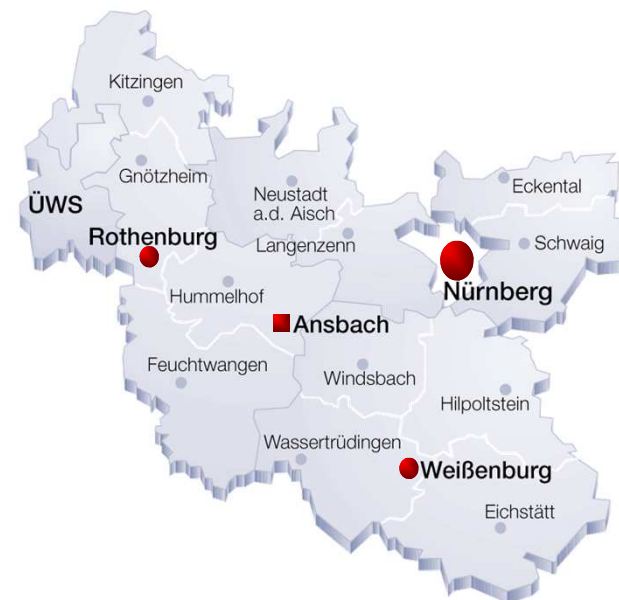 Kitzingen
Gnötzheim
Eckental
Neustadt
a.d. Aisch
ÜWS
Rothenburg
Langenzenn
Schwaig
Hummelhof
Nürnberg
Ansbach
Feuchtwangen
Windsbach
Hilpoltstein
Wassertrüdingen
Weißenburg
Eichstätt